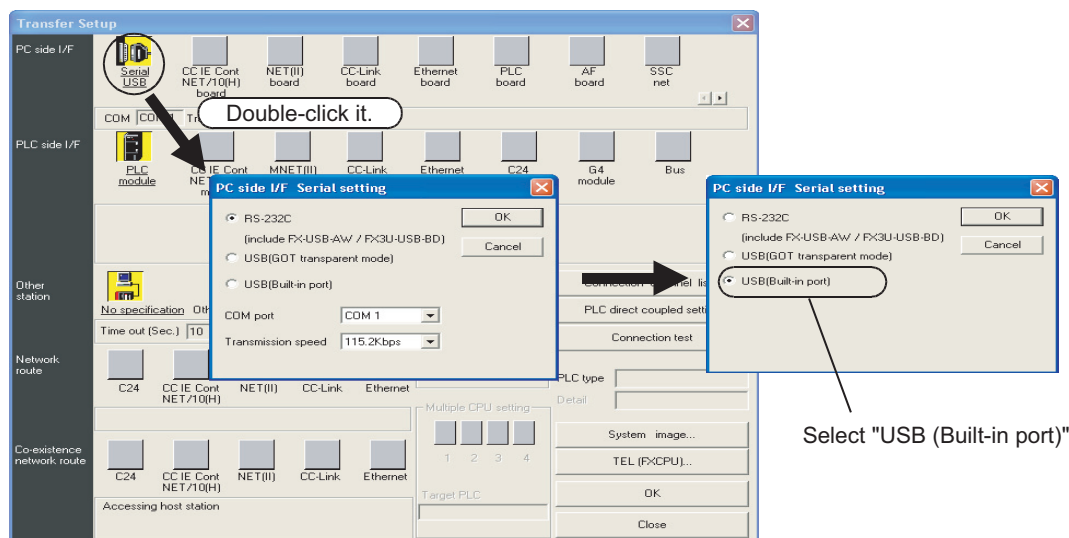 Transfer Setup
PC side I/F
Serial USB
CC IE Cont NET/10(H) board
NET(II) board
CC-Link board
Ethernet board
PLC board
AF board
SSC net
Double-click it.
COM
PLC side I/F
PLC module
CC IE Cont
MNET(II)
CC-Link
Ethernet
C24
G4 module
Bus
PC side I/F Serial setting
RS-232C
(include FX-USB-AW / FX3U-USB-BD)
USB(GOT transparent mode)
USB(Built-in port)
COM port COM 1
Transmission speed 115.2Kbps
OK
Cancel
PC side I/F Serial setting
RS-232C
(include FX-USB-AW / FX3U-USB-BD)
USB(GOT transparent mode)
USB(Built-in port)
OK
Cancel
Select "USB (Built-in port)"
Other station
No specification
Time out (Sec.) 10
Connection
PLC direct coupled
Connection test
PLC type
Detail
System image...
TEL (FXCPU)...
OK
Close
Network route
C24
CC IE Cont NET/10(H)
NET(II)
CC-Link
Ethernet
Multiple CPU setting
1 2 3 4
Target PLC
Co-existence network route
C24
CC IE Cont NET/10(H)
NET(II)
CC-Link
Ethernet
Accessing host station